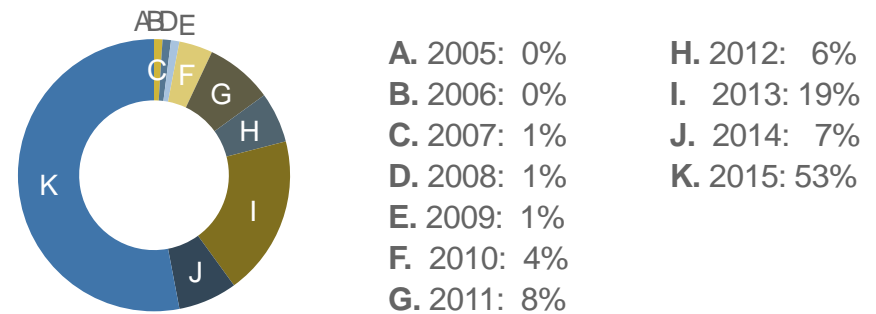 ABDE
C
F
G
H
K
I
J
A. 2005: 0%
B. 2006: 0%
C. 2007: 1%
D. 2008: 1%
E. 2009: 1%
F. 2010: 4%
G. 2011: 8%
H. 2012: 6%
I. 2013: 19%
J. 2014: 7%
K. 2015: 53%